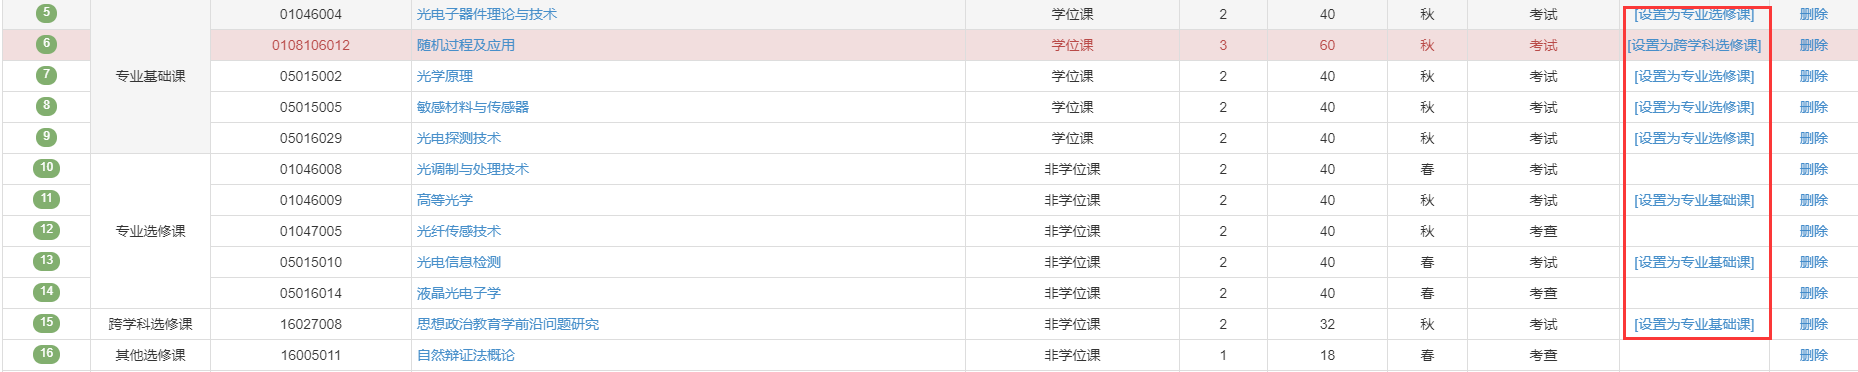 5 01046004 光电子器件理论与技术 学位课 2 40 秋 考试 [设置为专业选修课] 删除
6 0108106012 随机过程及应用 学位课 3 60 秋 考试 [设置为跨学科选修课] 删除
7 专业基础课 05015002 光学原理 学位课 2 40 秋 考试 [设置为专业选修课] 删除
8 05015005 敏感材料与传感器 学位课 2 40 秋 考试 [设置为专业选修课] 删除
9 05016029 光电探测技术 学位课 2 40 秋 考试 [设置为专业选修课] 删除
10 01046008 光调制与处理技术 非学位课 2 40 春 考试 删除
11 01046009 高等光学 非学位课 2 40 秋 考试 [设置为专业基础课] 删除
12 专业选修课 01047005 光纤传感技术 非学位课 2 40 秋 考查 删除
13 05015010 光电信息检测 非学位课 2 40 春 考试 [设置为专业基础课] 删除
14 05016014 液晶光电子学 非学位课 2 40 春 考查 删除
15 跨学科选修课 16027008 思想政治教育学前沿问题研究 非学位课 2 32 秋 考试 [设置为专业基础课] 删除
16 其他选修课 16005011 自然辩证法概论 非学位课 1 18 春 考查 删除